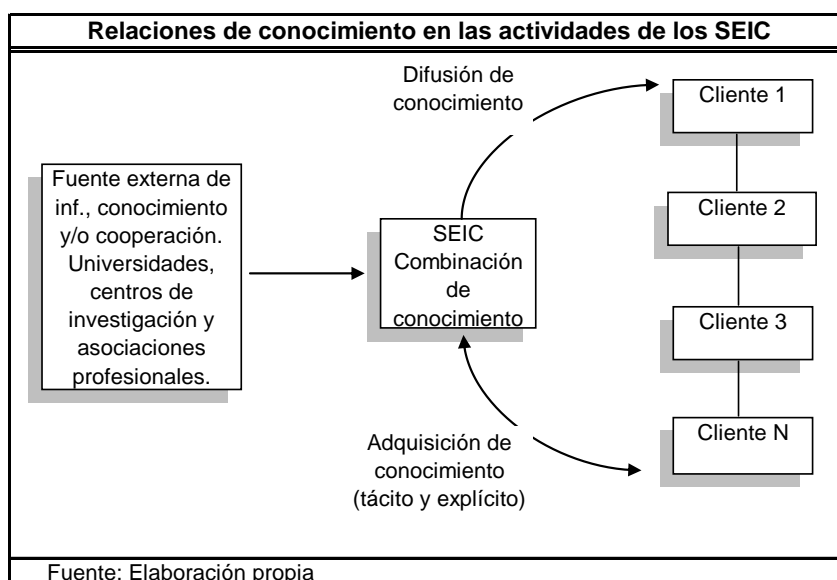 Relaciones de conocimiento en las actividades de los SEIC
Difusión de
conocimiento
Cliente 1
Fuente externa de
inf., conocimiento
y/o cooperación.
Universidades,
centros de
investigación y
asociaciones
profesionales.
SEIC
Combinación
de
conocimiento
Cliente 2
Cliente 3
Cliente N
Adquisición de
conocimiento
(tácito y explícito)
Fuente: Elaboración propia